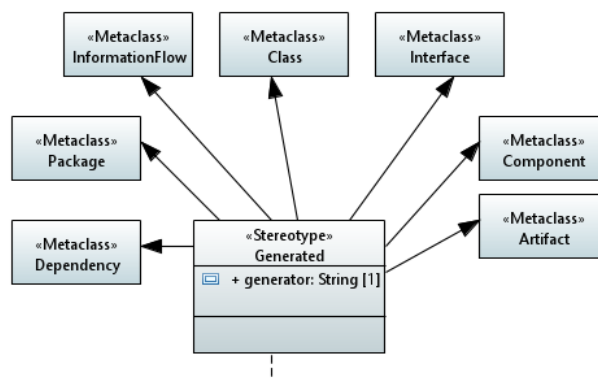 «Metaclass»
InformationFlow
«Metaclass»
Class
«Metaclass»
Interface
«Metaclass»
Package
«Metaclass»
Component
«Metaclass»
Dependency
«Metaclass»
Artifact
«Stereotype»
Generated
+ generator: String [1]